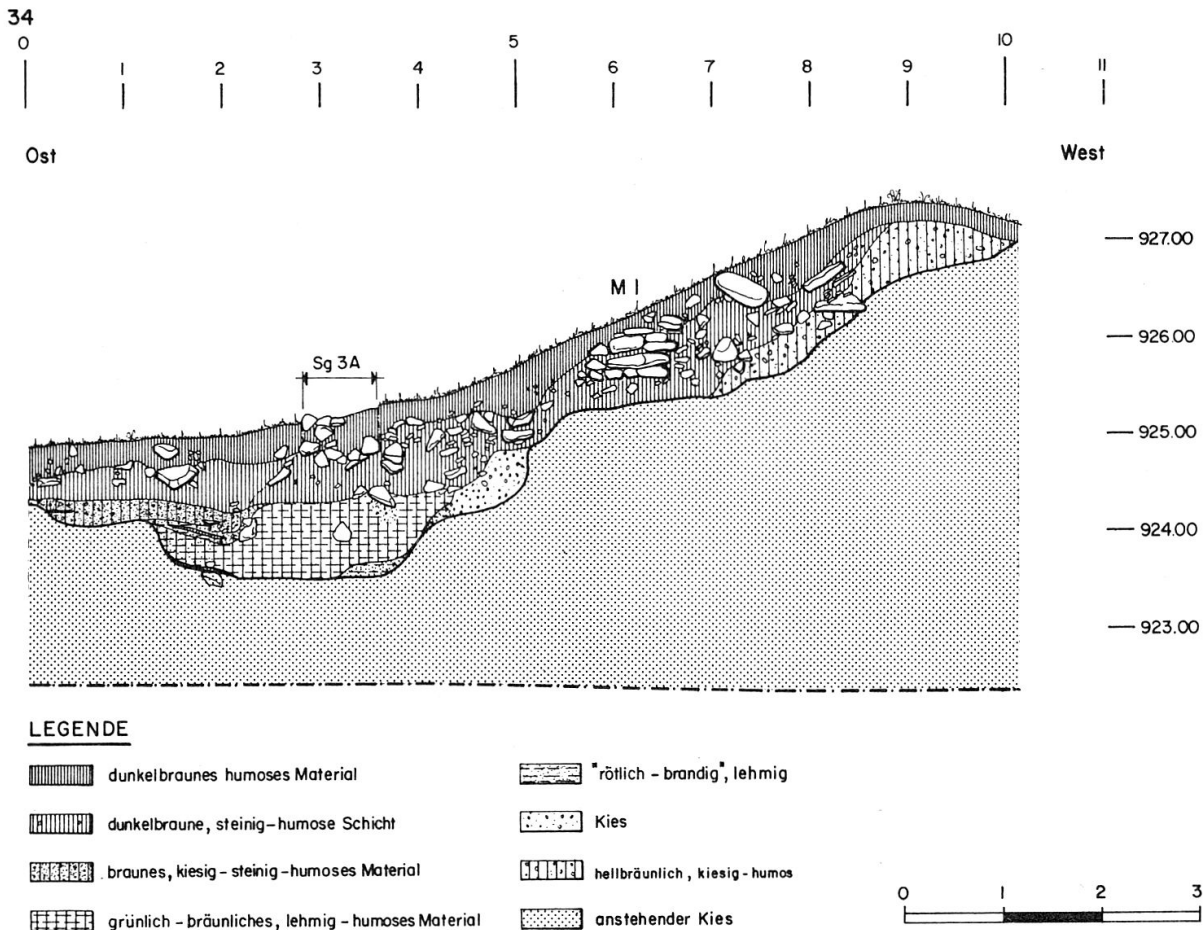 34
0 5 10
1 2 3 4 6 7 8 9 11
Ost West
927.00
M I
926.00
Sg 3A
925.00
924.00
923.00
LEGENDE
dunkelbraunes humoses Material
"rötlich - brandig", lehmig
dunkelbraune, steinig-humose Schicht
Kies
braunes, kiesig - steinig - humoses Material
hellbräunlich, kiesig - humos
grünlich - bräunliches, lehmig - humoses Material
anstehender Kies
0 1 2 3